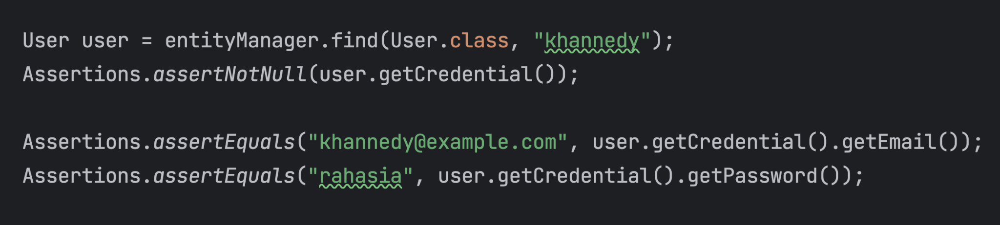 User user = entityManager.find(User.class, "khannedy");
Assertions.assertNotNull(user.getCredential());
Assertions.assertEquals("khannedy@example.com", user.getCredential().getEmail());
Assertions.assertEquals("rahasia", user.getCredential().getPassword());